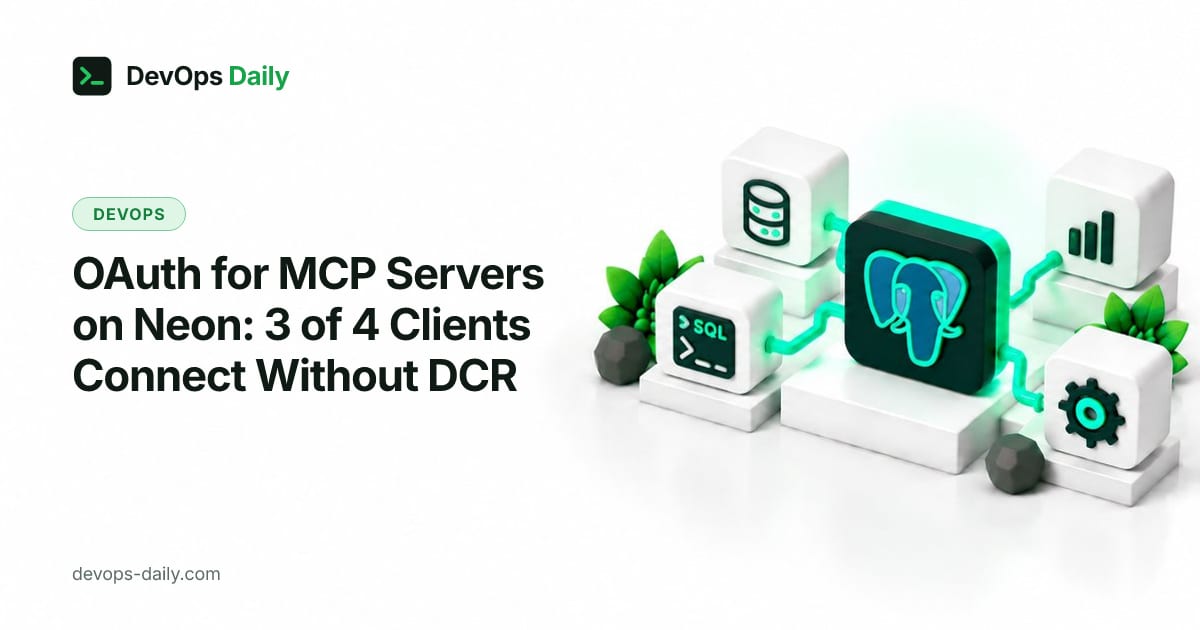 DevOps Daily
DEVOPS
OAuth for MCP Servers
on Neon: 3 of 4 Clients
Connect Without DCR
SQL
devops-daily.com